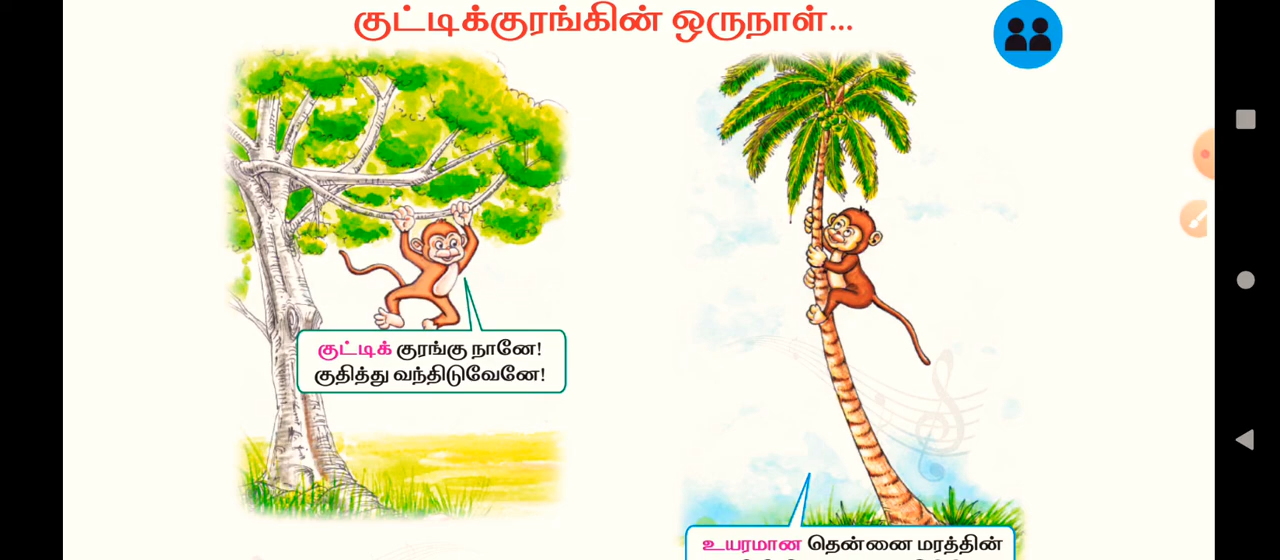 குட்டிக்குரங்கின் ஒருநாள்...
குட்டிக் குரங்கு நானே!
குதித்து வந்திடுவேனே!
உயரமான தென்னை மரத்தின்